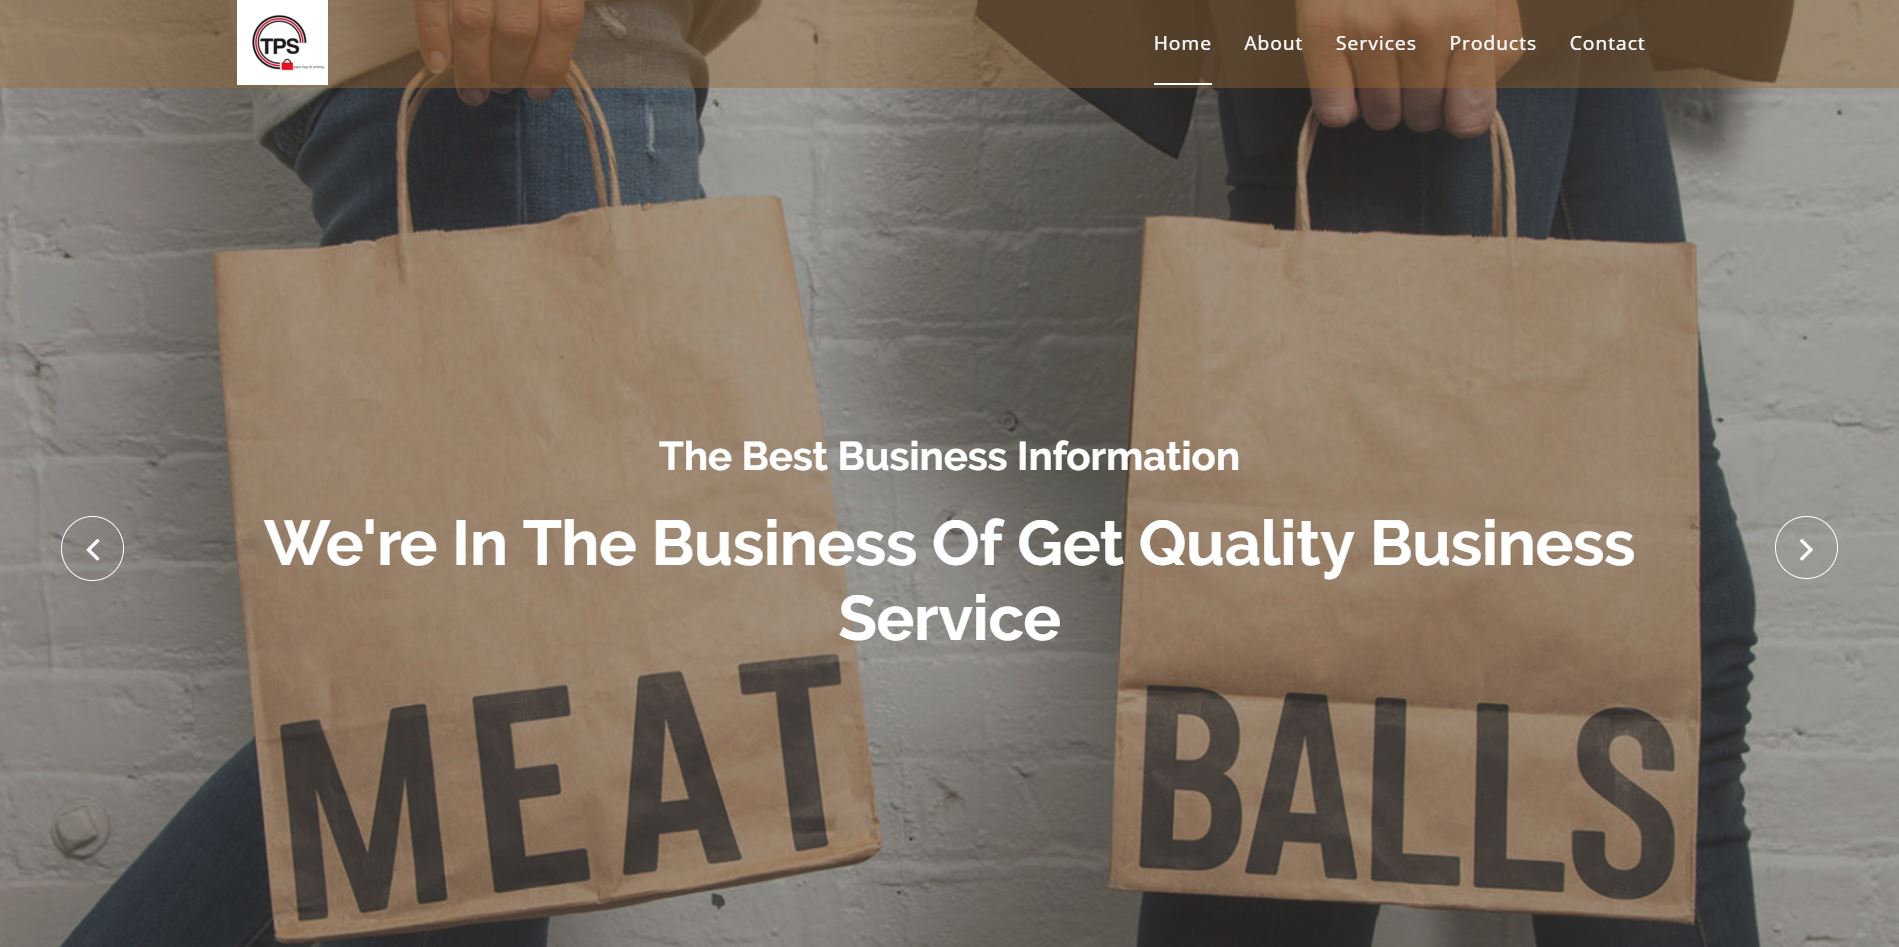 TPS
Home About Services Products Contact
The Best Business Information
We're In The Business Of Get Quality Business
Service
MEAT BALLS